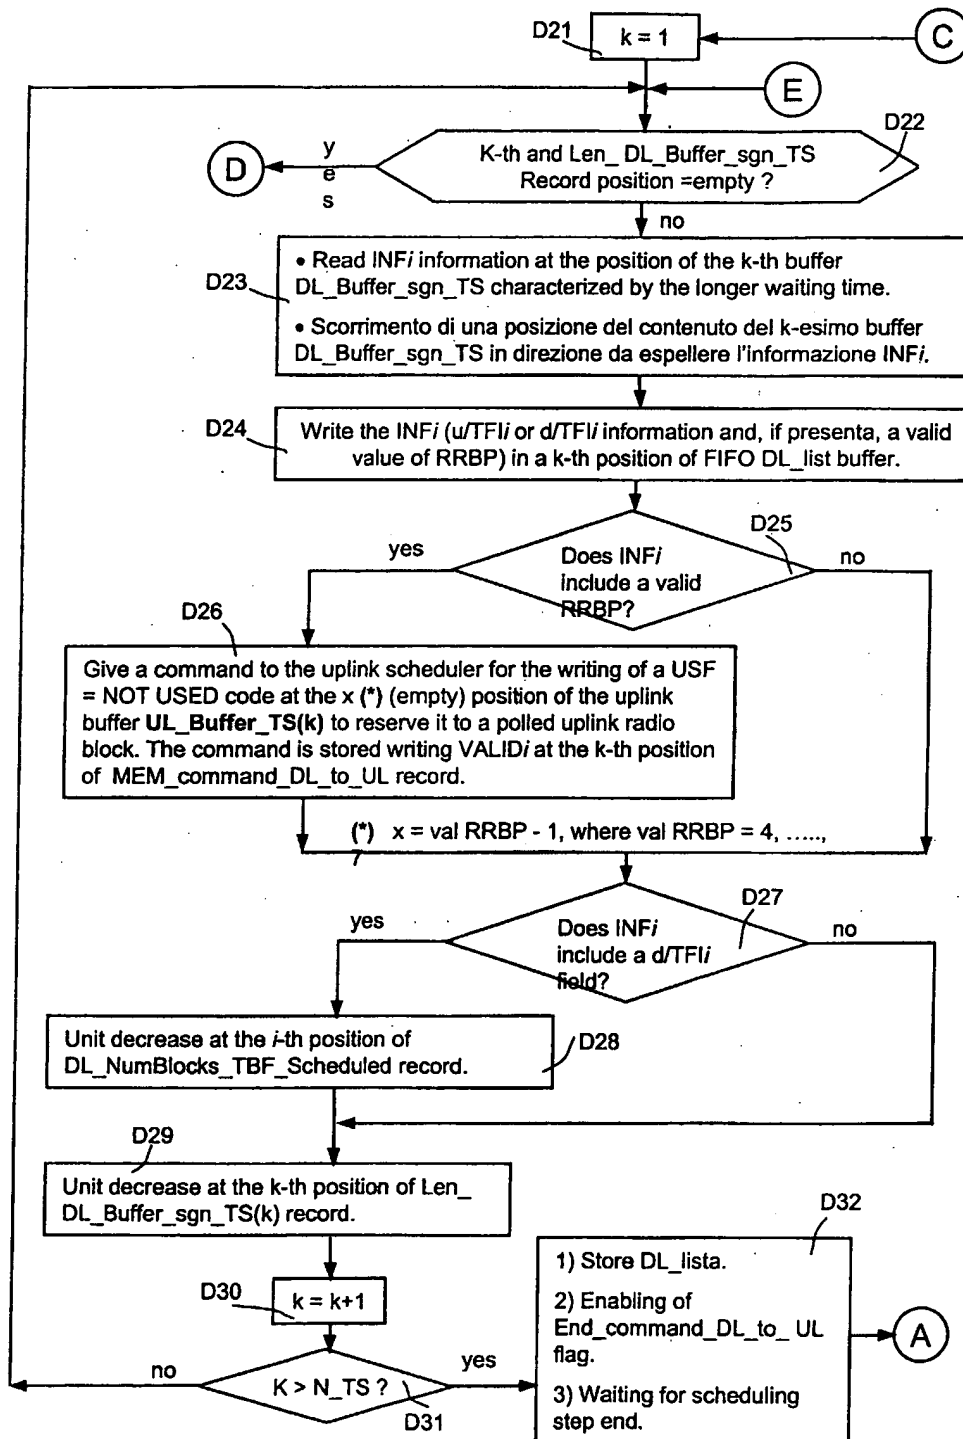 D21
k = 1
C
E
D22
D
yes
K-th and Len_ DL_Buffer_sgn_TS
Record position =empty ?
no
D23
• Read INFi information at the position of the k-th buffer
DL_Buffer_sgn_TS characterized by the longer waiting time.
• Scorrimento di una posizione del contenuto del k-esimo buffer
DL_Buffer_sgn_TS in direzione da espellere l'informazione INFi.
D24
Write the INFi (u/TFIi or d/TFIi information and, if presenta, a valid
value of RRBP) in a k-th position of FIFO DL_list buffer.
D25
yes
Does INFi
include a valid
RRBP?
no
D26
Give a command to the uplink scheduler for the writing of a USF
= NOT USED code at the x (*) (empty) position of the uplink
buffer UL_Buffer_TS(k) to reserve it to a polled uplink radio
block. The command is stored writing VALIDi at the k-th position
of MEM_command_DL_to_UL record.
(*) x = val RRBP - 1, where val RRBP = 4, .....,
7
D27
yes
Does INFi
include a d/TFIi
field?
no
Unit decrease at the i-th position of
DL_NumBlocks_TBF_Scheduled record.
D28
D29
Unit decrease at the k-th position of Len_
DL_Buffer_sgn_TS(k) record.
D30
k = k+1
no
K > N_TS ?
yes
D31
D32
1) Store DL_lista.
2) Enabling of
End_command_DL_to_ UL
flag.
3) Waiting for scheduling
step end.
A